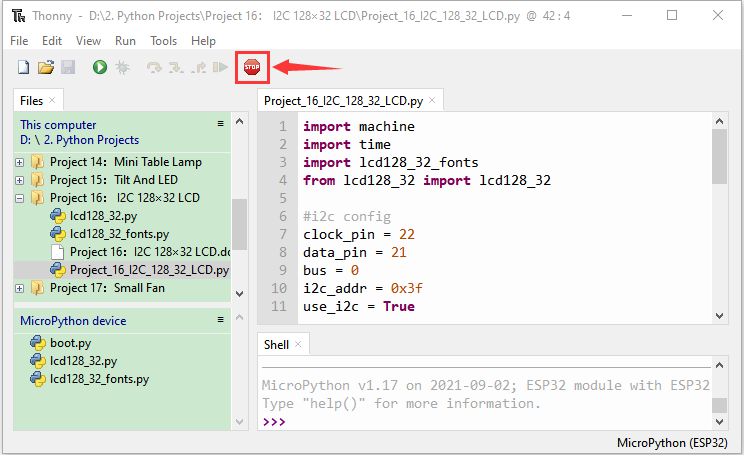 Thonny - D:\2. Python Projects\Project 16： I2C 128×32 LCD\Project_16_I2C_128_32_LCD.py @ 42 : 4
File Edit View Run Tools Help
STOP
Files
This computer
D: \ 2. Python Projects
Project 14：Mini Table Lamp
Project 15：Tilt And LED
Project 16： I2C 128×32 LCD
lcd128_32.py
lcd128_32_fonts.py
Project 16：I2C 128×32 LCD.dc
Project_16_I2C_128_32_LCD.py
Project 17：Small Fan
MicroPython device
boot.py
lcd128_32.py
lcd128_32_fonts.py
Project_16_I2C_128_32_LCD.py
1 import machine
2 import time
3 import lcd128_32_fonts
4 from lcd128_32 import lcd128_32
5
6 #i2c config
7 clock_pin = 22
8 data_pin = 21
9 bus = 0
10 i2c_addr = 0x3f
11 use_i2c = True
Shell
MicroPython v1.17 on 2021-09-02; ESP32 module with ESP32
Type "help()" for more information.
>>>
MicroPython (ESP32)